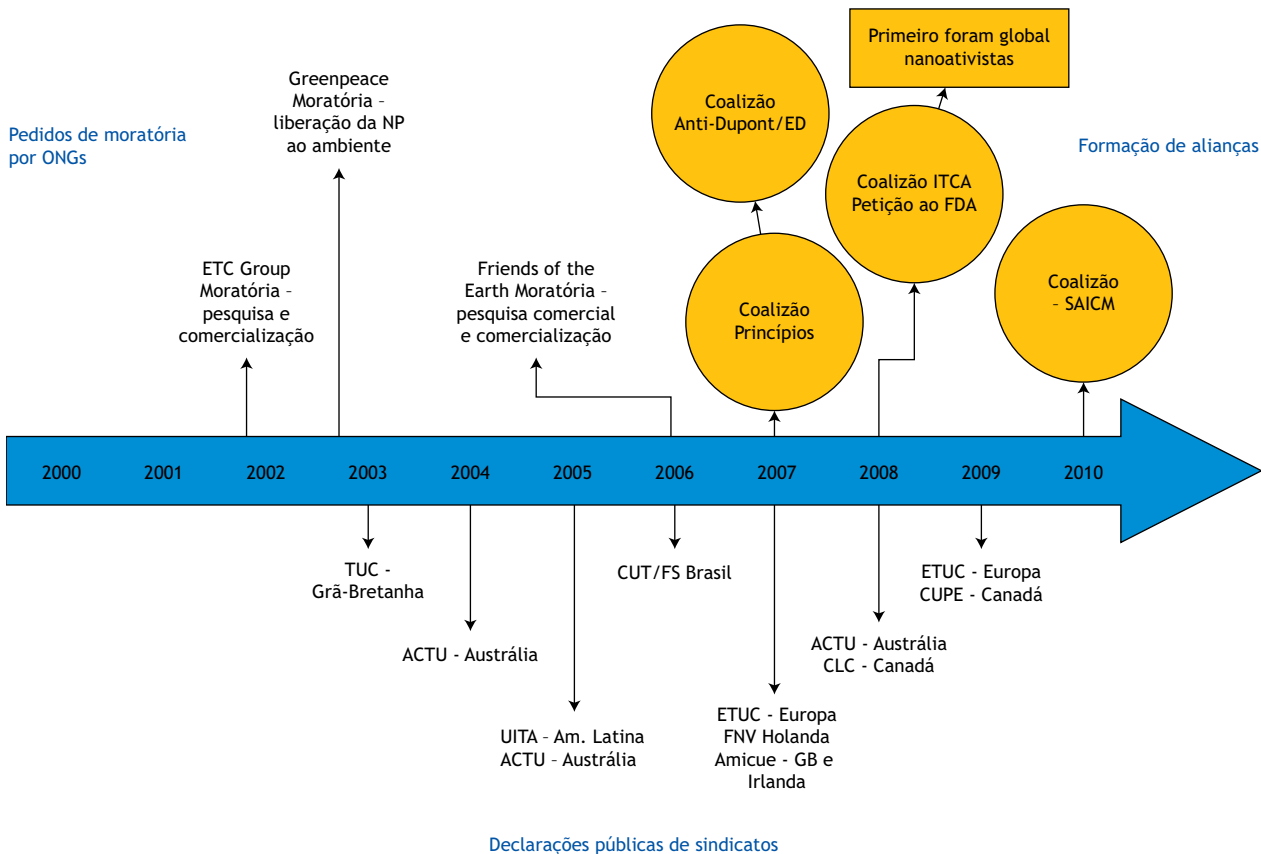 Pedidos de moratória
por ONGs
Greenpeace
Moratória –
liberação da NP
ao ambiente
ETC Group
Moratória –
pesquisa e
comercialização
Friends of the
Earth Moratória –
pesquisa comercial
e comercialização
Coalizão
Anti-Dupont/ED
Coalizão
Princípios
Primeiro foram global
nanoativistas
Coalizão ITCA
Petição ao FDA
Formação de alianças
Coalizão
– SAICM
2000 2001 2002 2003 2004 2005 2006 2007 2008 2009 2010
TUC -
Grã-Bretanha
ACTU - Austrália
UITA – Am. Latina
ACTU – Austrália
CUT/FS Brasil
ETUC - Europa
FNV Holanda
Amicue - GB e
Irlanda
ACTU - Austrália
CLC - Canadá
ETUC - Europa
CUPE - Canadá
Declarações públicas de sindicatos